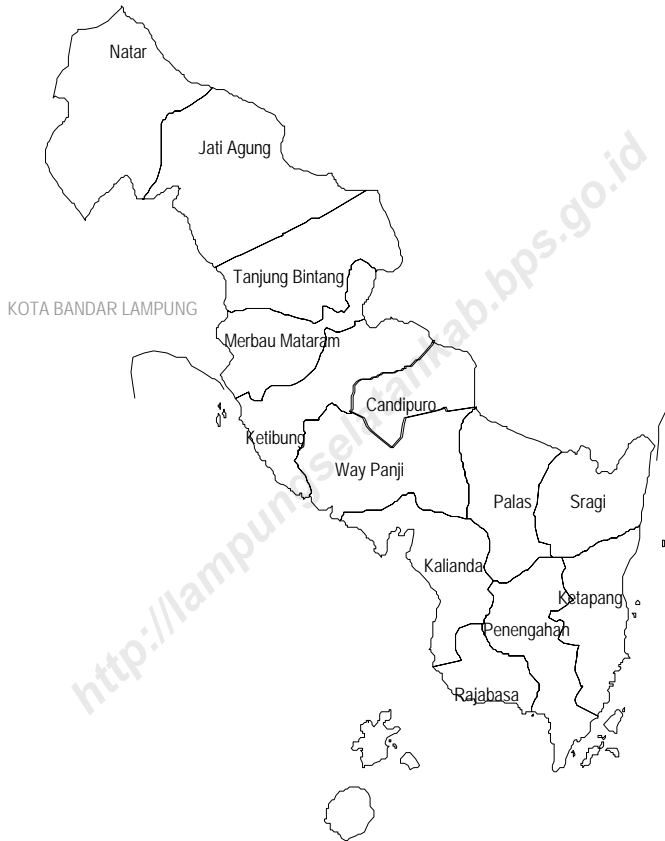 Natar
Jati Agung
Tanjung Bintang
KOTA BANDAR LAMPUNG
Merbau Mataram
Candipuro
Ketibung
Way Panji
Palas
Sragi
Kalianda
Ketapang
Penengahan
Rajabasa
http://lampungselatankab.bps.go.id